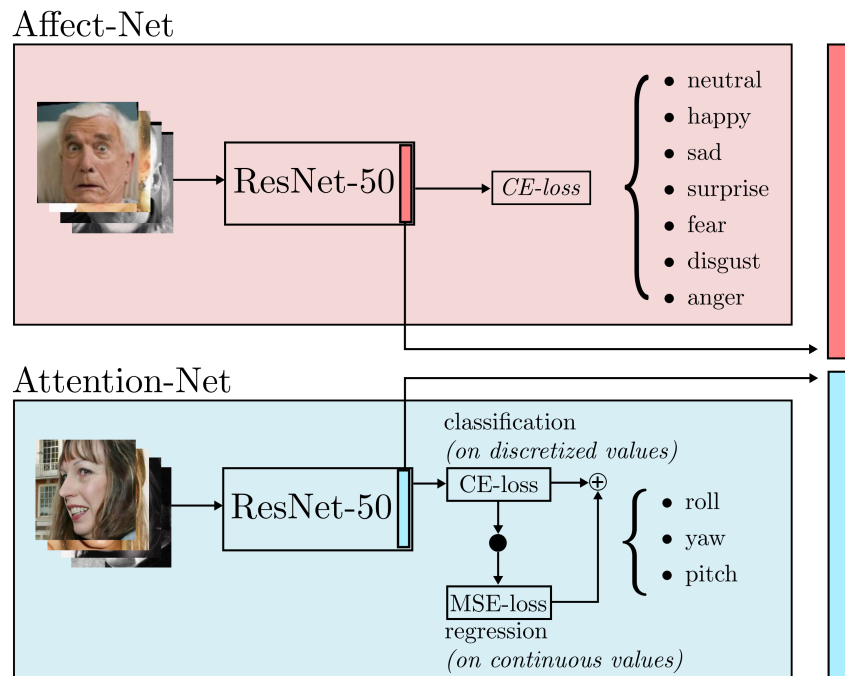 Affect-Net
ResNet-50
CE-loss
• neutral
• happy
• sad
• surprise
• fear
• disgust
• anger
Attention-Net
ResNet-50
classification
(on discretized values)
CE-loss
MSE-loss
regression
(on continuous values)
• roll
• yaw
• pitch